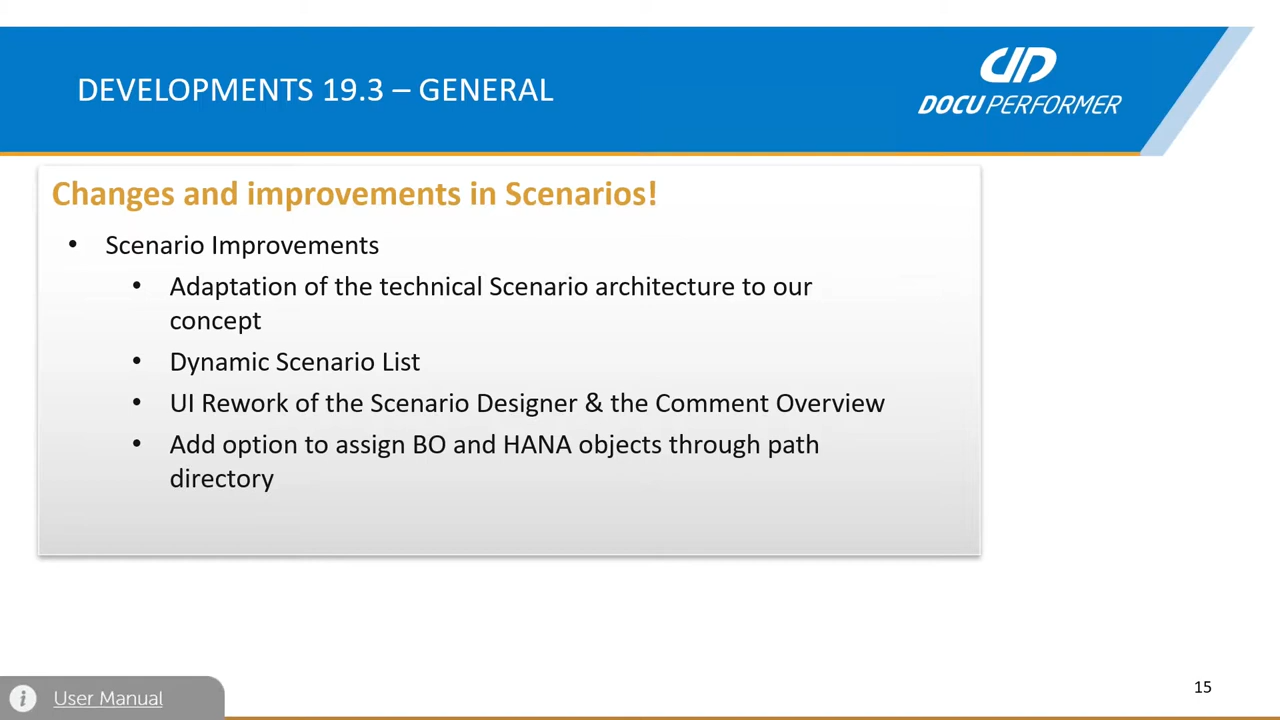 DEVELOPMENTS 19.3 – GENERAL
DOCU PERFORMER
Changes and improvements in Scenarios!
• Scenario Improvements
• Adaptation of the technical Scenario architecture to our
concept
• Dynamic Scenario List
• UI Rework of the Scenario Designer & the Comment Overview
• Add option to assign BO and HANA objects through path
directory
User Manual
15